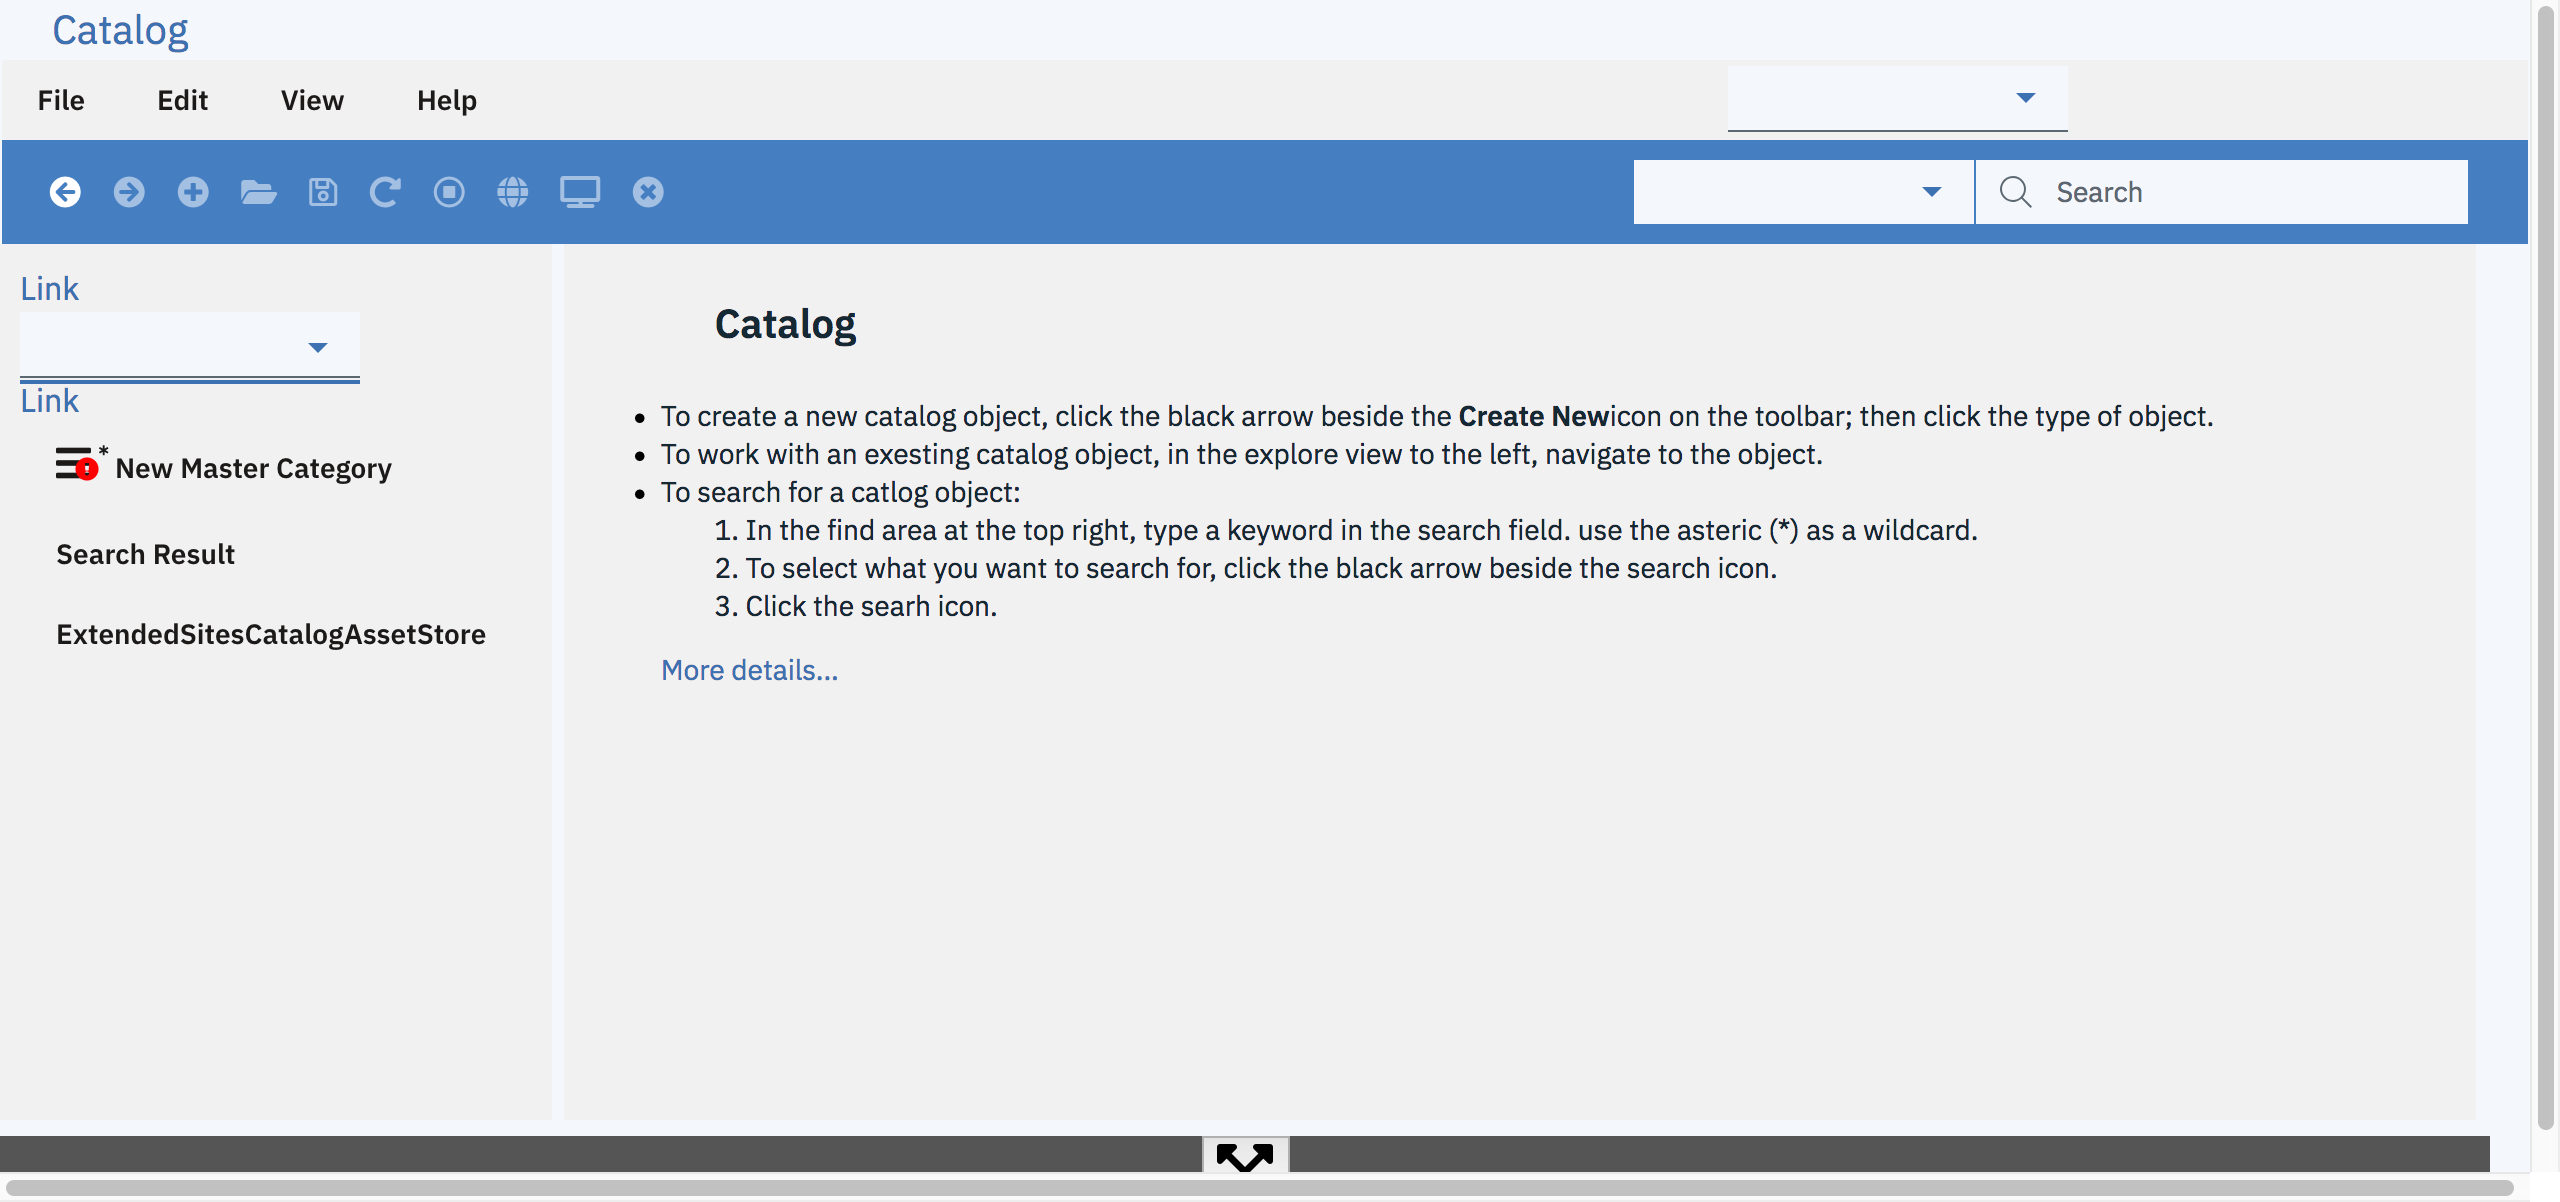 Catalog
File Edit View Help
Search
Link
Link
* New Master Category
Search Result
ExtendedSitesCatalogAssetStore
Catalog
• To create a new catalog object, click the black arrow beside the Create Newicon on the toolbar; then click the type of object.
• To work with an exesting catalog object, in the explore view to the left, navigate to the object.
• To search for a catlog object:
1. In the find area at the top right, type a keyword in the search field. use the asteric (*) as a wildcard.
2. To select what you want to search for, click the black arrow beside the search icon.
3. Click the searh icon.
More details...